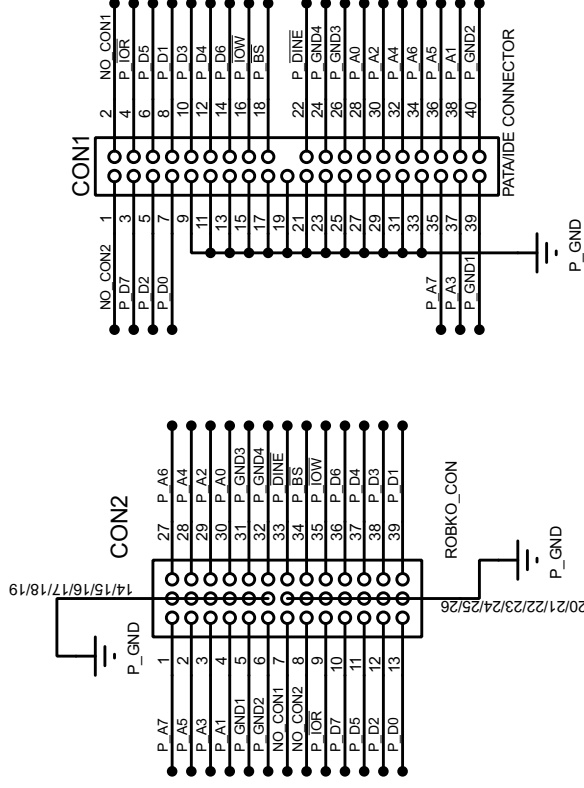 CON1
NO_CON2 1 2 NO_CON1
P_D7 3 4 P_IOR
P_D2 5 6 P_D5
P_D0 7 8 P_D1
9 10 P_D3
11 12 P_D4
13 14 P_D6
15 16 P_IOW
17 18 P_BS
19
21 22 P_DINE
23 24 P_GND4
25 26 P_GND3
27 28 P_A0
29 30 P_A2
31 32 P_A4
33 34 P_A6
P_A7 35 36 P_A5
P_A3 37 38 P_A1
P_GND1 39 40 P_GND2
PATA/IDE CONNECTOR
P_GND
CON2
14/15/16/17/18/19
P_GND
P_A7 1 27 P_A6
P_A5 2 28 P_A4
P_A3 3 29 P_A2
P_A1 4 30 P_A0
P_GND1 5 31 P_GND3
P_GND2 6 32 P_GND4
NO_CON1 7 33 P_DINE
NO_CON2 8 34 P_BS
P_IOR 9 35 P_IOW
P_D7 10 36 P_D6
P_D5 11 37 P_D4
P_D2 12 38 P_D3
P_D0 13 39 P_D1
ROBKO_CON
20/21/22/23/24/25/26
P_GND